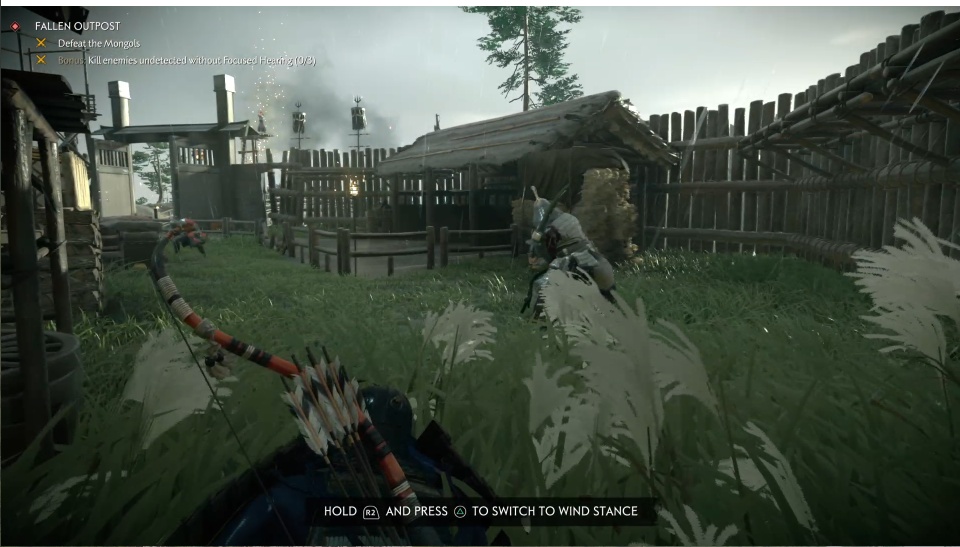 FALLEN OUTPOST
Defeat the Mongols
Bonus: Kill enemies undetected without Focused Hearing (0/3)
HOLD R2 AND PRESS TO SWITCH TO WIND STANCE